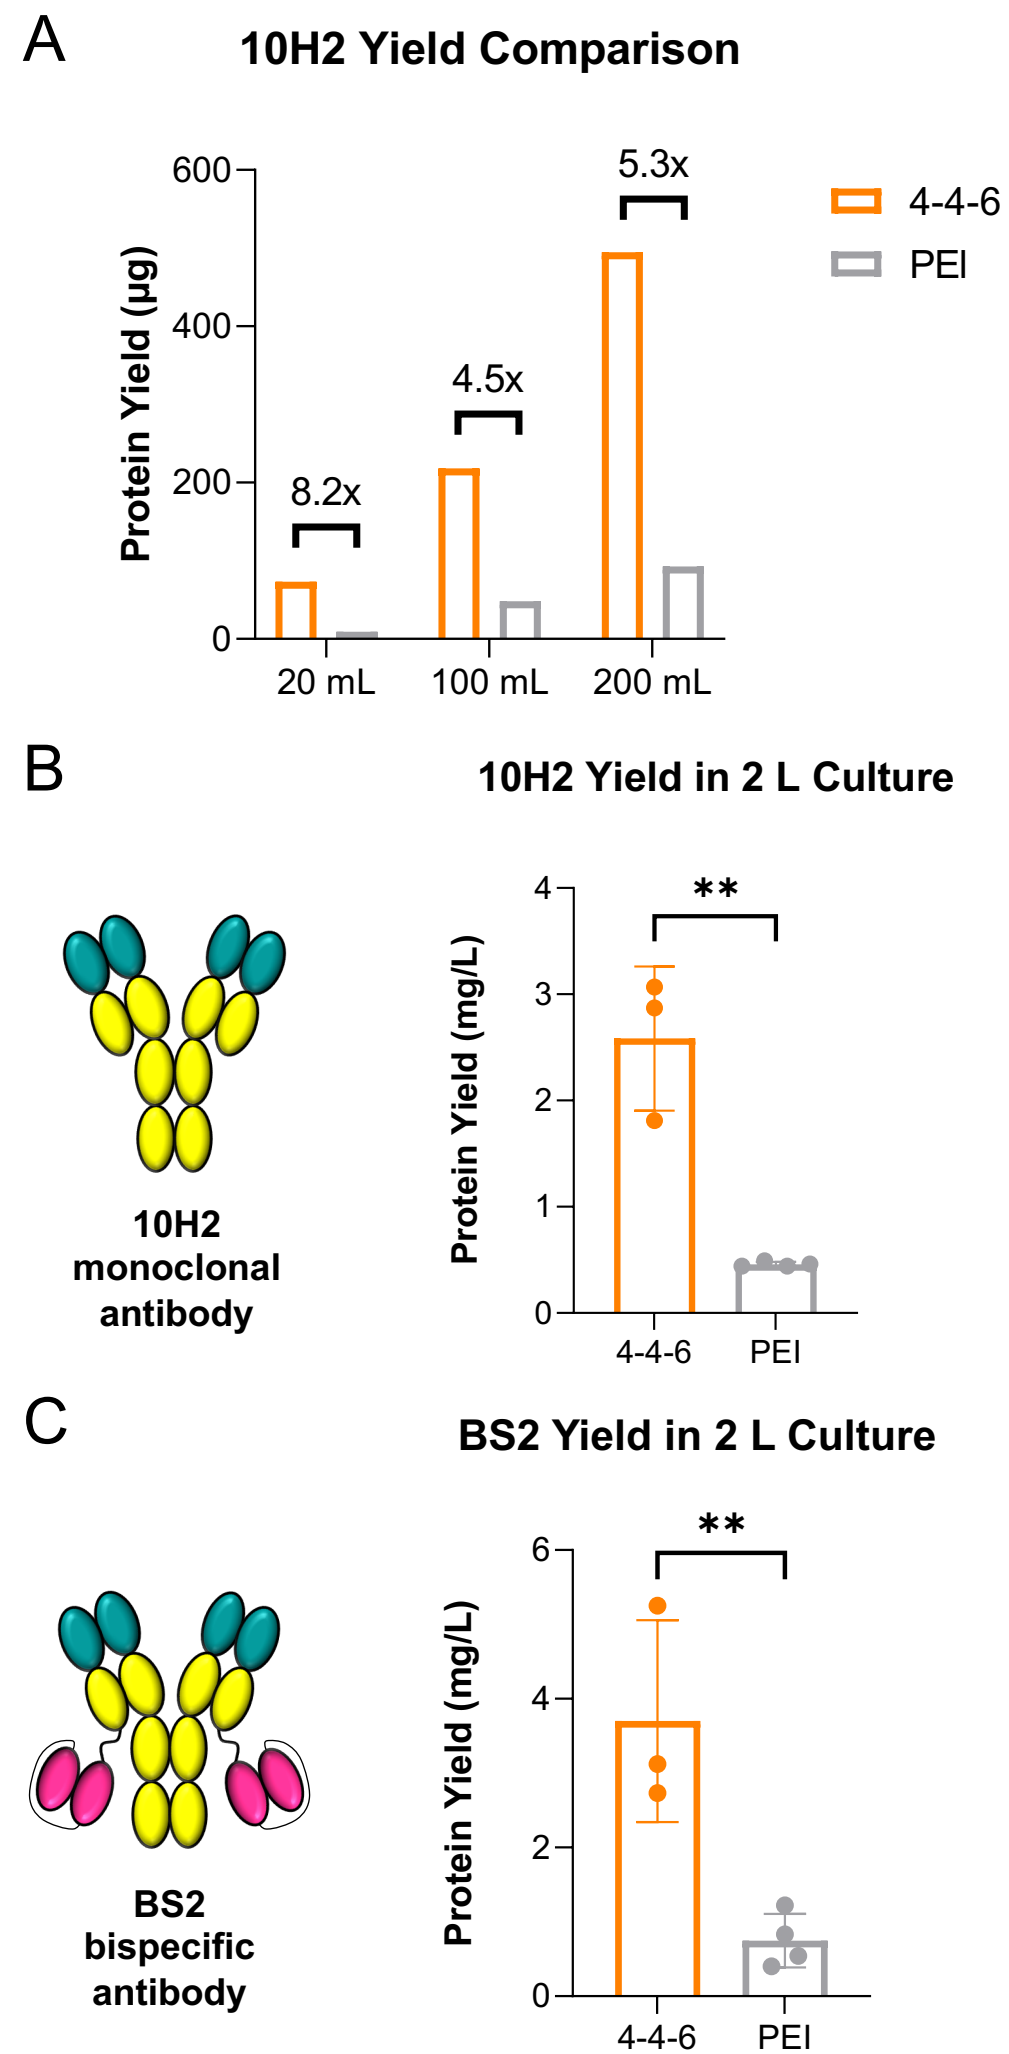 A
10H2 Yield Comparison
Protein Yield (µg)
600
400
200
0
8.2x
4.5x
5.3x
20 mL
100 mL
200 mL
4-4-6
PEI
B
10H2 Yield in 2 L Culture
10H2
monoclonal
antibody
Protein Yield (mg/L)
4
3
2
1
0
**
4-4-6
PEI
C
BS2 Yield in 2 L Culture
BS2
bispecific
antibody
Protein Yield (mg/L)
6
4
2
0
**
4-4-6
PEI